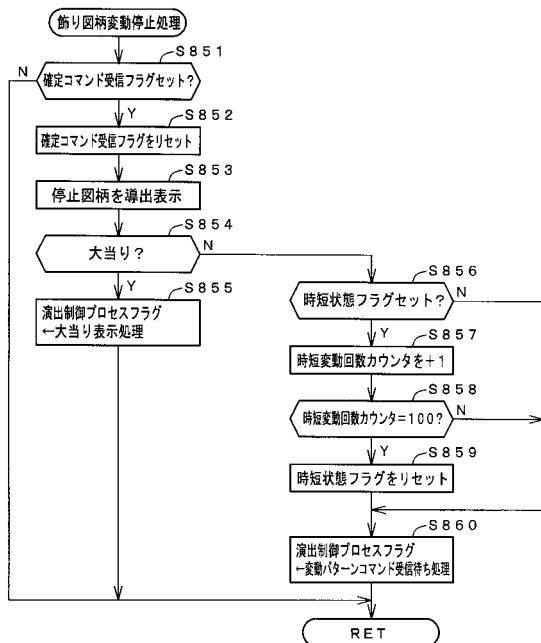 飾り図柄変動停止処理
S851
N
確定コマンド受信フラグセット?
Y
S852
確定コマンド受信フラグをリセット
S853
停止図柄を導出表示
S854
大当り?
N
Y
S855
演出制御プロセスフラグ
←大当り表示処理
S856
時短状態フラグセット?
N
Y
S857
時短変動回数カウンタを+1
S858
時短変動回数カウンタ=100?
N
Y
S859
時短状態フラグをリセット
S860
演出制御プロセスフラグ
←変動パターンコマンド受信待ち処理
RET